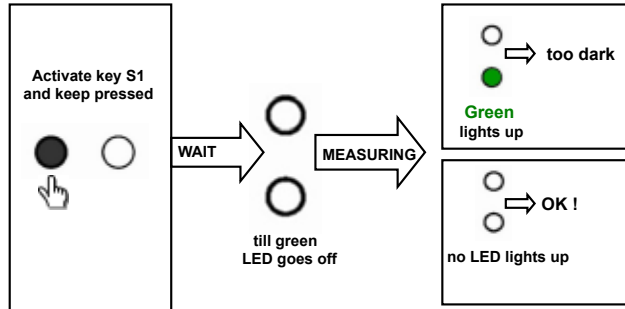 Activate key S1
and keep pressed
WAIT
till green
LED goes off
MEASURING
too dark
Green
lights up
OK !
no LED lights up